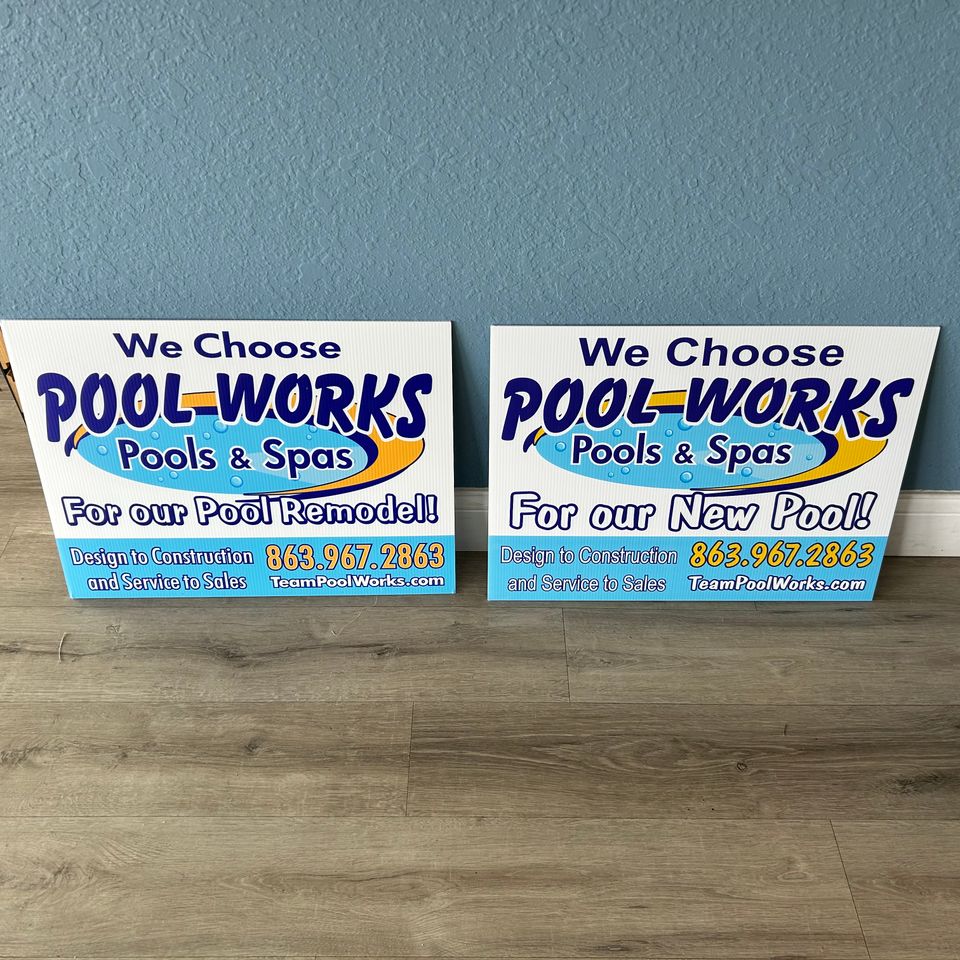 We Choose
POOL WORKS
Pools & Spas
For our Pool Remodel!
Design to Construction
and Service to Sales
863.967.2863
TeamPoolWorks.com
We Choose
POOL WORKS
Pools & Spas
For our New Pool!
Design to Construction
and Service to Sales
863.967.2863
TeamPoolWorks.com